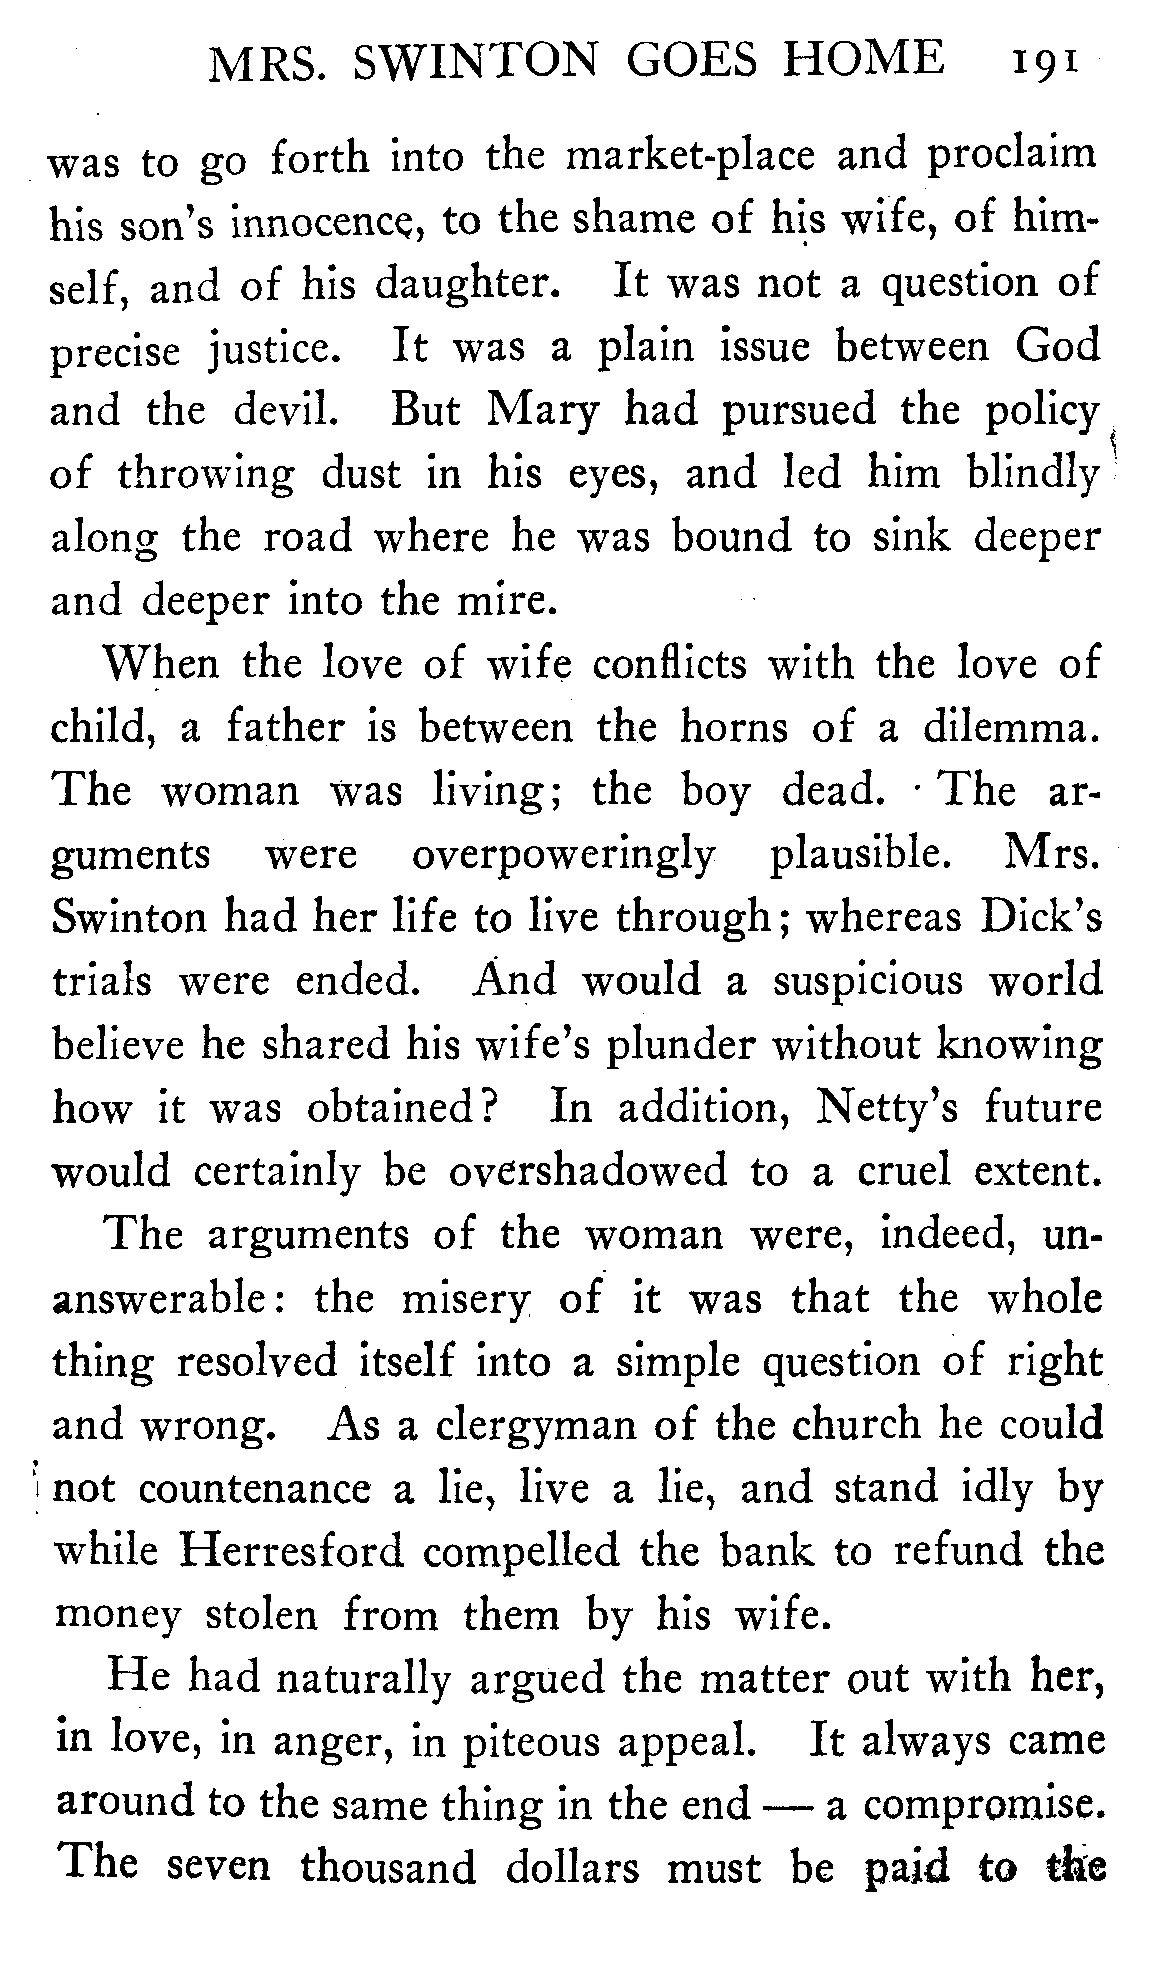 MRS. SWINTON GOES HOME 191
was to go forth into the market-place and proclaim
his son's innocence, to the shame of his wife, of him-
self, and of his daughter. It was not a question of
precise justice. It was a plain issue between God
and the devil. But Mary had pursued the policy
of throwing dust in his eyes, and led him blindly
along the road where he was bound to sink deeper
and deeper into the mire.
When the love of wife conflicts with the love of
child, a father is between the horns of a dilemma.
The woman was living; the boy dead. The ar-
guments were overpoweringly plausible. Mrs.
Swinton had her life to live through; whereas Dick's
trials were ended. And would a suspicious world
believe he shared his wife's plunder without knowing
how it was obtained? In addition, Netty's future
would certainly be overshadowed to a cruel extent.
The arguments of the woman were, indeed, un-
answerable: the misery of it was that the whole
thing resolved itself into a simple question of right
and wrong. As a clergyman of the church he could
not countenance a lie, live a lie, and stand idly by
while Herresford compelled the bank to refund the
money stolen from them by his wife.
He had naturally argued the matter out with her,
in love, in anger, in piteous appeal. It always came
around to the same thing in the end — a compromise.
The seven thousand dollars must be paid to the